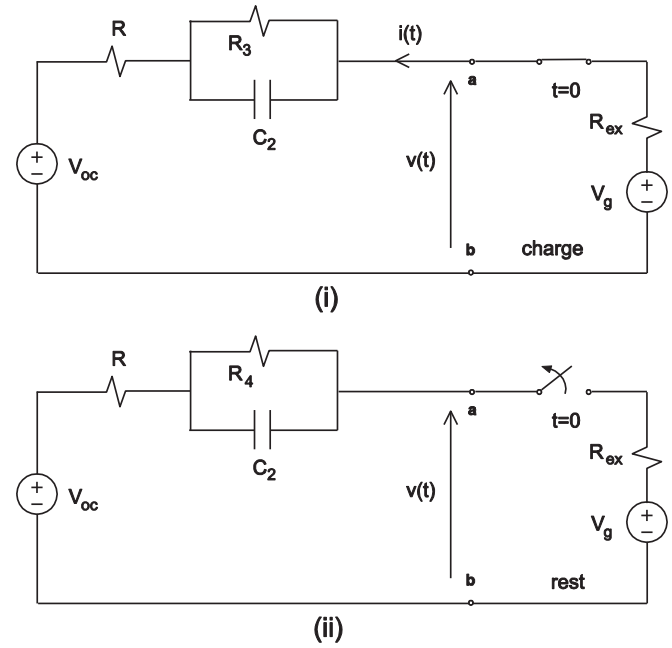 R
R3
i(t)
a
t=0
C2
Rex
+
−
Voc
v(t)
+
−
Vg
b
charge
(i)
R
R4
a
t=0
C2
Rex
+
−
Voc
v(t)
+
−
Vg
b
rest
(ii)